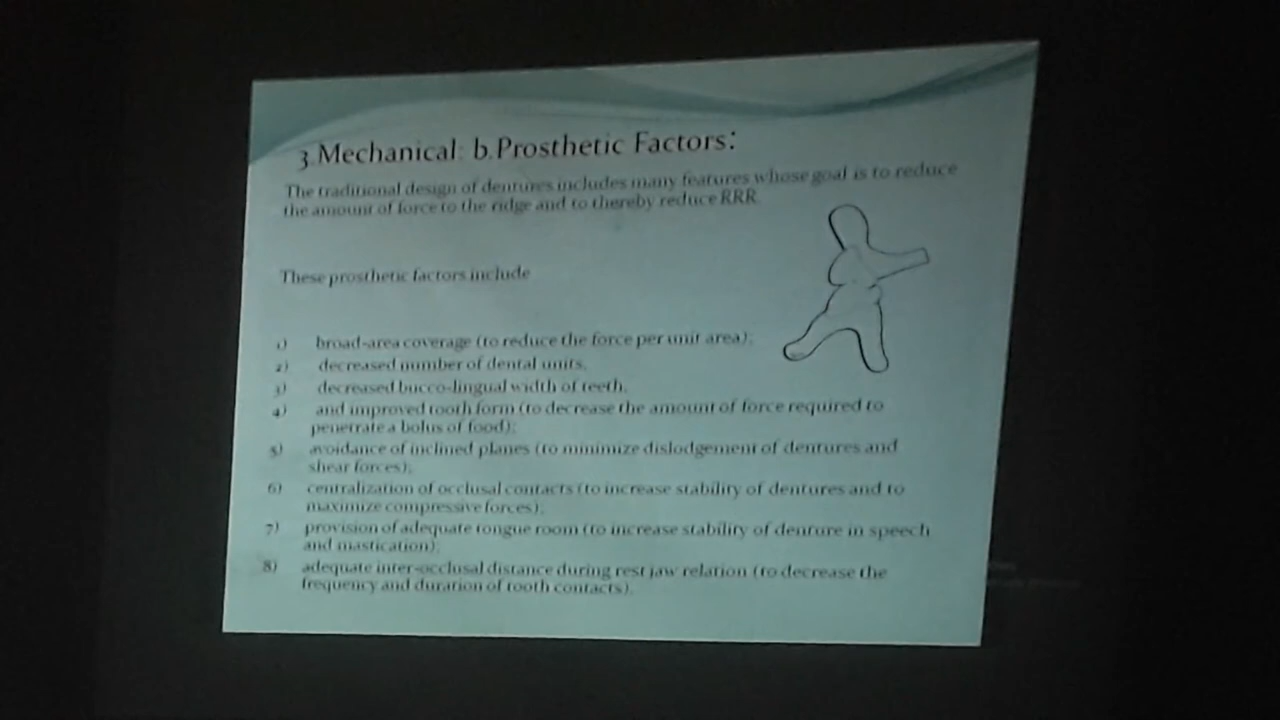 3.Mechanical: b.Prosthetic Factors:
The traditional design of dentures includes many features whose goal is to reduce
the amount of force to the ridge and to thereby reduce RRR.
These prosthetic factors include
1) broad-area coverage (to reduce the force per unit area);
2) decreased number of dental units;
3) decreased bucco-lingual width of teeth;
4) and improved tooth form (to decrease the amount of force required to
penetrate a bolus of food);
5) avoidance of inclined planes (to minimize dislodgement of dentures and
shear forces);
6) centralization of occlusal contacts (to increase stability of dentures and to
maximize compressive forces);
7) provision of adequate tongue room (to increase stability of denture in speech
and mastication);
8) adequate inter-occlusal distance during rest jaw relation (to decrease the
frequency and duration of tooth contacts).